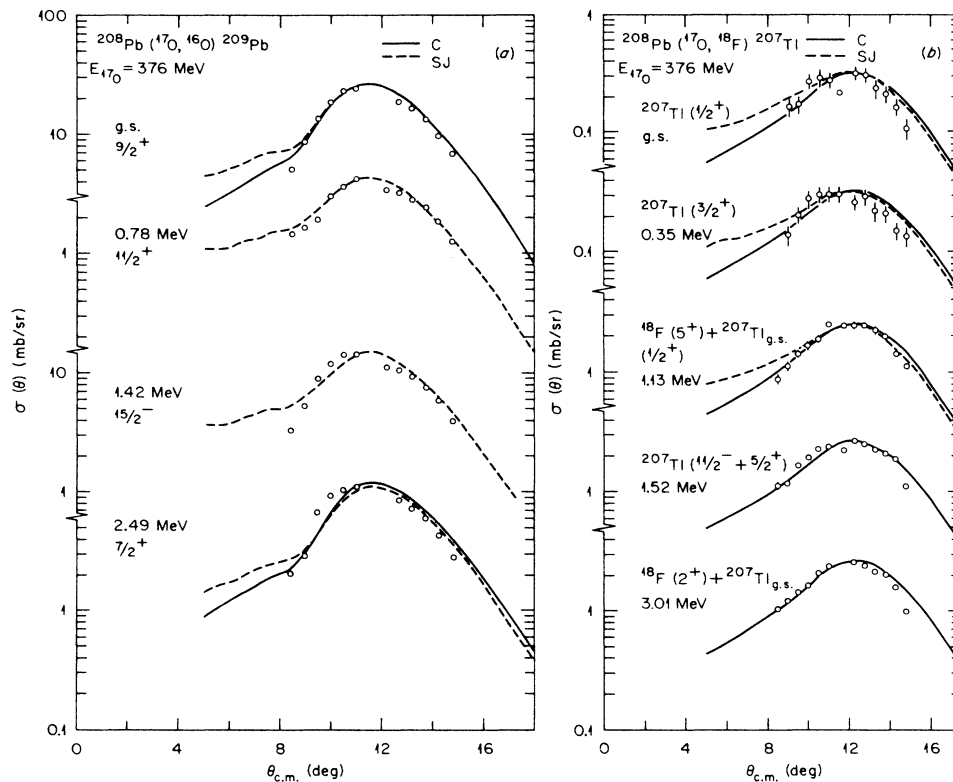 100
10
1
10
1
10
1
0.1
σ (θ) (mb/sr)
²⁰⁸Pb (¹⁷O, ¹⁶O) ²⁰⁹Pb
E₁₇O = 376 MeV
C
SJ
(a)
g.s.
9/2⁺
0.78 MeV
11/2⁺
1.42 MeV
15/2⁻
2.49 MeV
7/2⁺
0 4 8 12 16
θc.m. (deg)
1
0.1
0.1
10
1
0.1
σ (θ) (mb/sr)
²⁰⁸Pb (¹⁷O, ¹⁸F) ²⁰⁷Tl
E₁₇O = 376 MeV
C
SJ
(b)
²⁰⁷Tl (1/2⁺)
g.s.
²⁰⁷Tl (3/2⁺)
0.35 MeV
¹⁸F (5⁺) + ²⁰⁷Tlg.s.
(1/2⁺)
1.13 MeV
²⁰⁷Tl (11/2⁻ + 5/2⁺)
1.52 MeV
¹⁸F (2⁺) + ²⁰⁷Tlg.s.
3.01 MeV
0 4 8 12 16
θc.m. (deg)